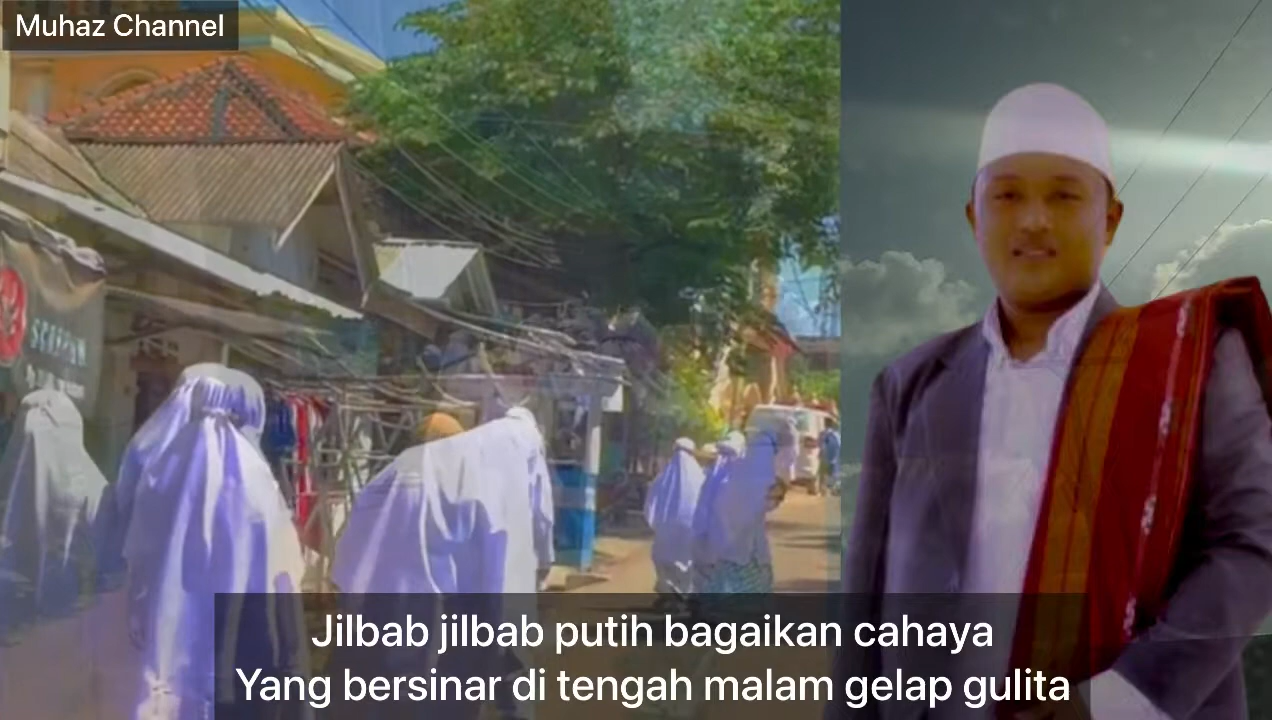 Muhaz Channel
Jilbab jilbab putih bagaikan cahaya
Yang bersinar di tengah malam gelap gulita